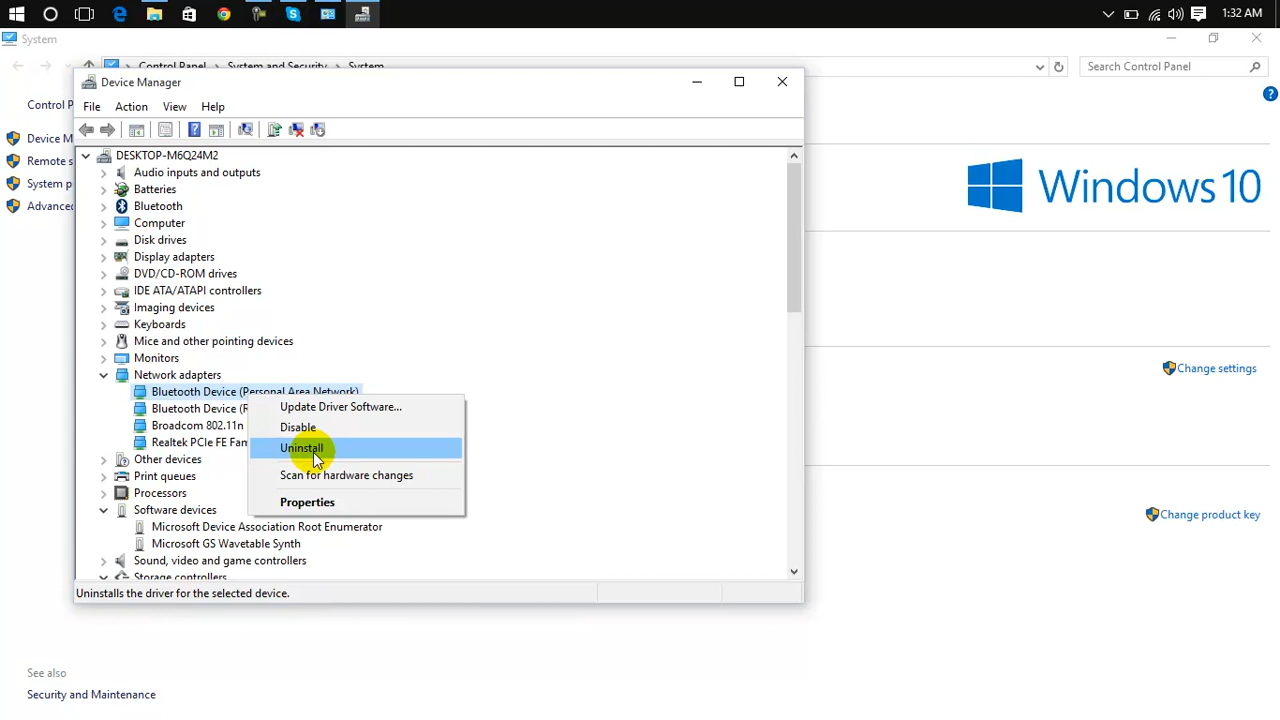 1:32 AM
System
Control Panel
System and Security
System
Search Control Panel
Device Manager
File
Action
View
Help
Control P
Device M
Remote s
System p
Advanced
DESKTOP-M6Q24M2
Audio inputs and outputs
Batteries
Bluetooth
Computer
Disk drives
Display adapters
DVD/CD-ROM drives
IDE ATA/ATAPI controllers
Imaging devices
Keyboards
Mice and other pointing devices
Monitors
Network adapters
Bluetooth Device (Personal Area Network)
Bluetooth Device (R
Broadcom 802.11n
Realtek PCIe FE Fam
Other devices
Print queues
Processors
Software devices
Microsoft Device Association Root Enumerator
Microsoft GS Wavetable Synth
Sound, video and game controllers
Storage controllers
Update Driver Software...
Disable
Uninstall
Scan for hardware changes
Properties
Uninstalls the driver for the selected device.
Windows 10
Change settings
Change product key
See also
Security and Maintenance